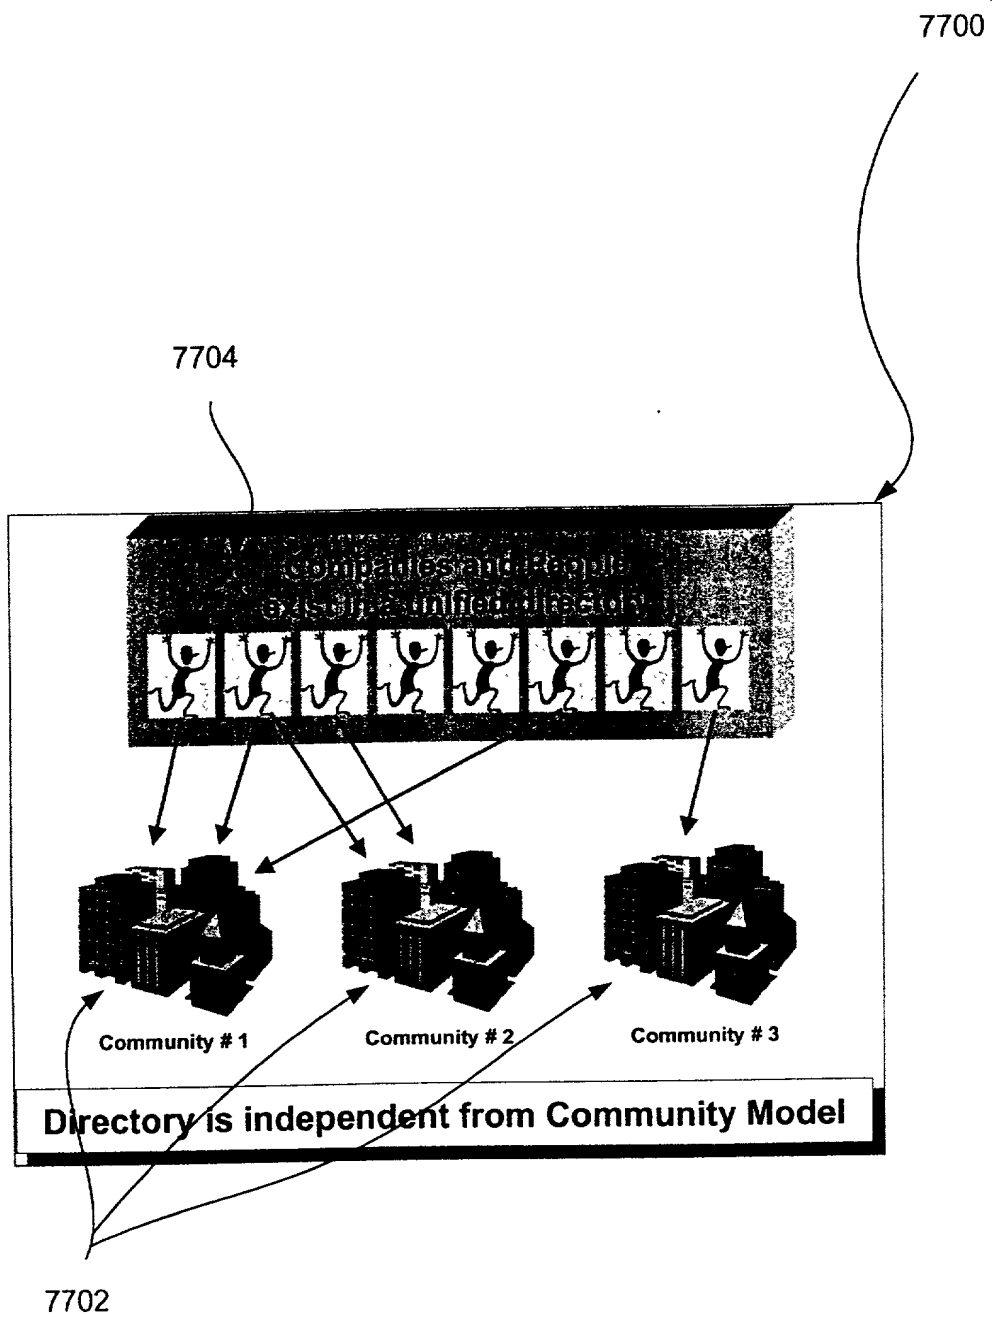 7700
7704
Companies and People
exist in a unified directory
Community # 1
Community # 2
Community # 3
Directory is independent from Community Model
7702